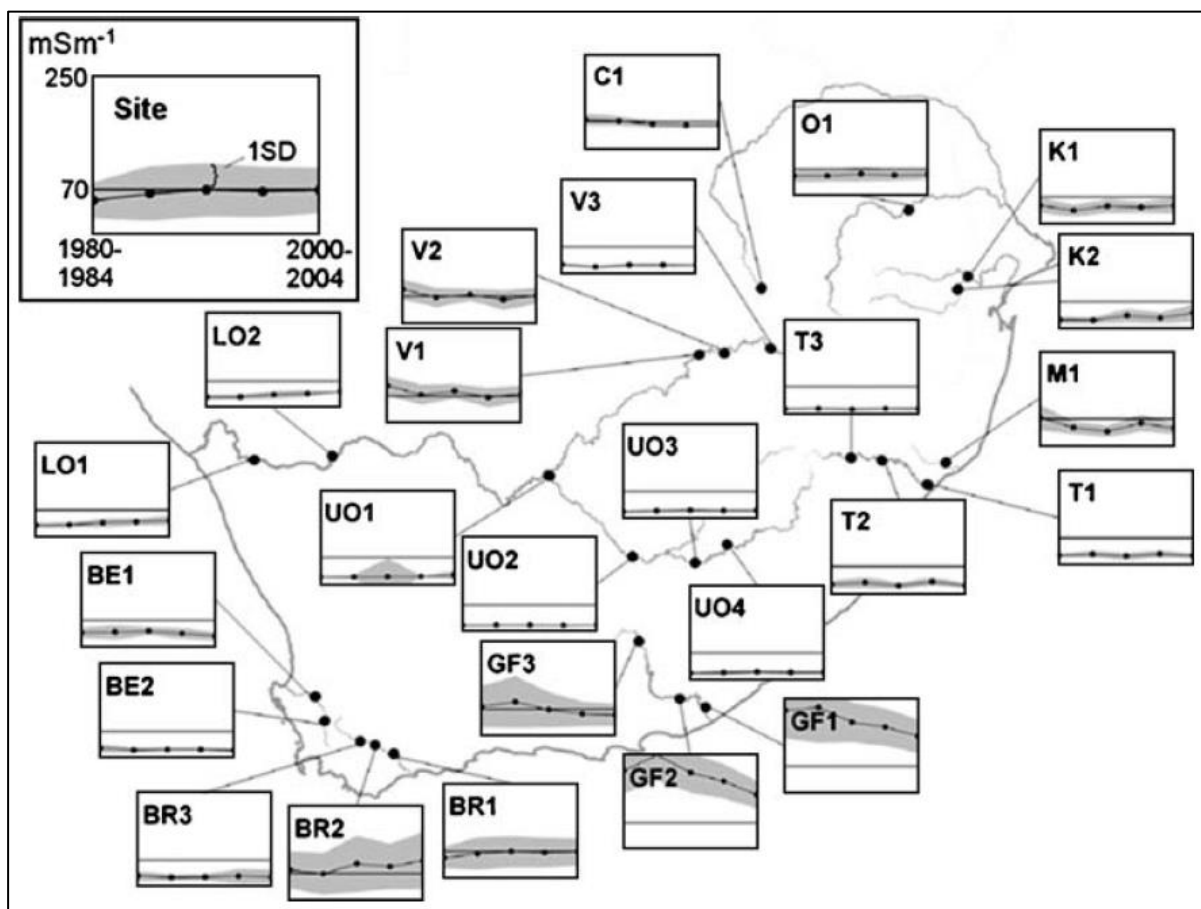 mSm-1
250
Site
1SD
70
1980-
1984
2000-
2004
C1
O1
K1
V3
V2
K2
LO2
V1
T3
M1
LO1
UO3
UO1
T1
T2
UO2
BE1
UO4
GF3
BE2
GF1
GF2
BR3
BR2
BR1